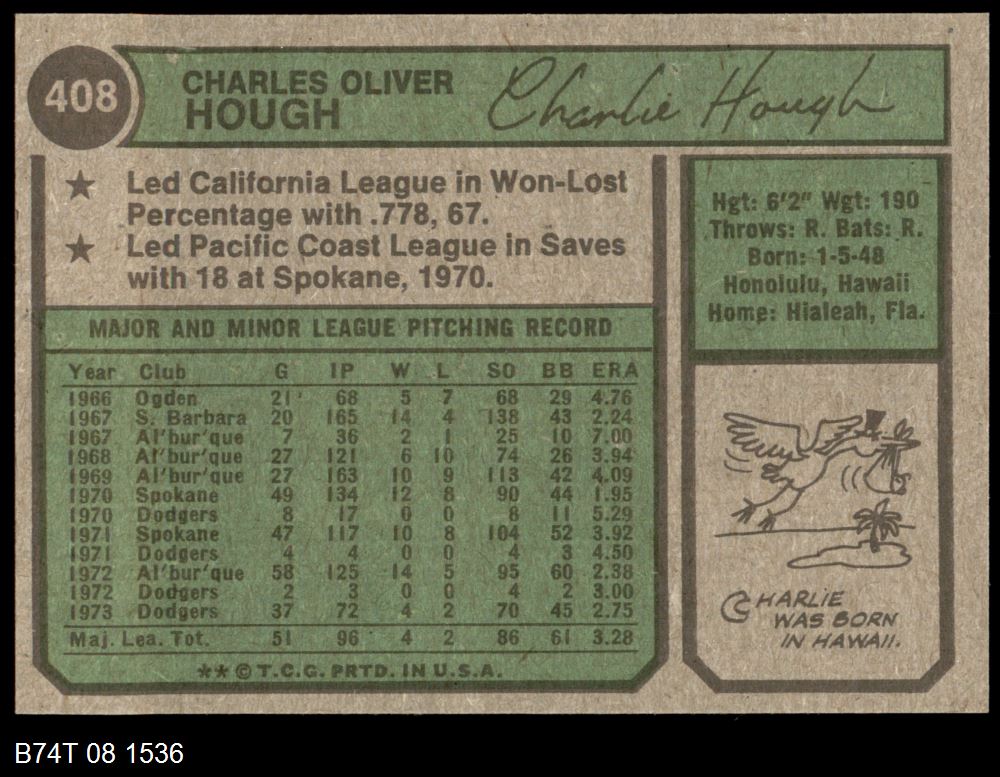 408
CHARLES OLIVER
HOUGH
Charlie Hough
★ Led California League in Won-Lost
Percentage with .778, 67.
★ Led Pacific Coast League in Saves
with 18 at Spokane, 1970.
Hgt: 6'2" Wgt: 190
Throws: R. Bats: R.
Born: 1-5-48
Honolulu, Hawaii
Home: Hialeah, Fla.
MAJOR AND MINOR LEAGUE PITCHING RECORD
Year Club G IP W L SO BB ERA
1966 Ogden 21 68 5 7 68 29 4.76
1967 S. Barbara 20 165 14 4 138 43 2.24
1967 Al'bur'que 7 36 2 1 25 10 7.00
1968 Al'bur'que 27 121 6 10 74 26 3.94
1969 Al'bur'que 27 163 10 9 113 42 4.09
1970 Spokane 49 134 12 8 90 44 1.95
1970 Dodgers 8 17 0 0 8 11 5.29
1971 Spokane 47 117 10 8 104 52 3.92
1971 Dodgers 4 4 0 0 4 3 4.50
1972 Al'bur'que 58 125 14 5 95 60 2.38
1972 Dodgers 2 3 0 0 4 2 3.00
1973 Dodgers 37 72 4 2 70 45 2.75
Maj. Lea. Tot. 51 96 4 2 86 61 3.28
**© T.C.G. PRTD. IN U.S.A.
CHARLIE
WAS BORN
IN HAWAII.
B74T 08 1536